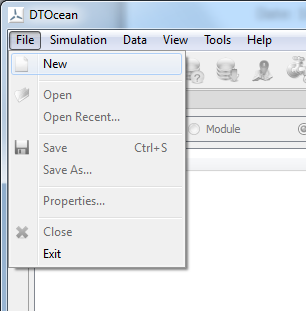 DTOcean
File Simulation Data View Tools Help
New
Open
Open Recent...
Module
Save Ctrl+S
Save As...
Properties...
Close
Exit